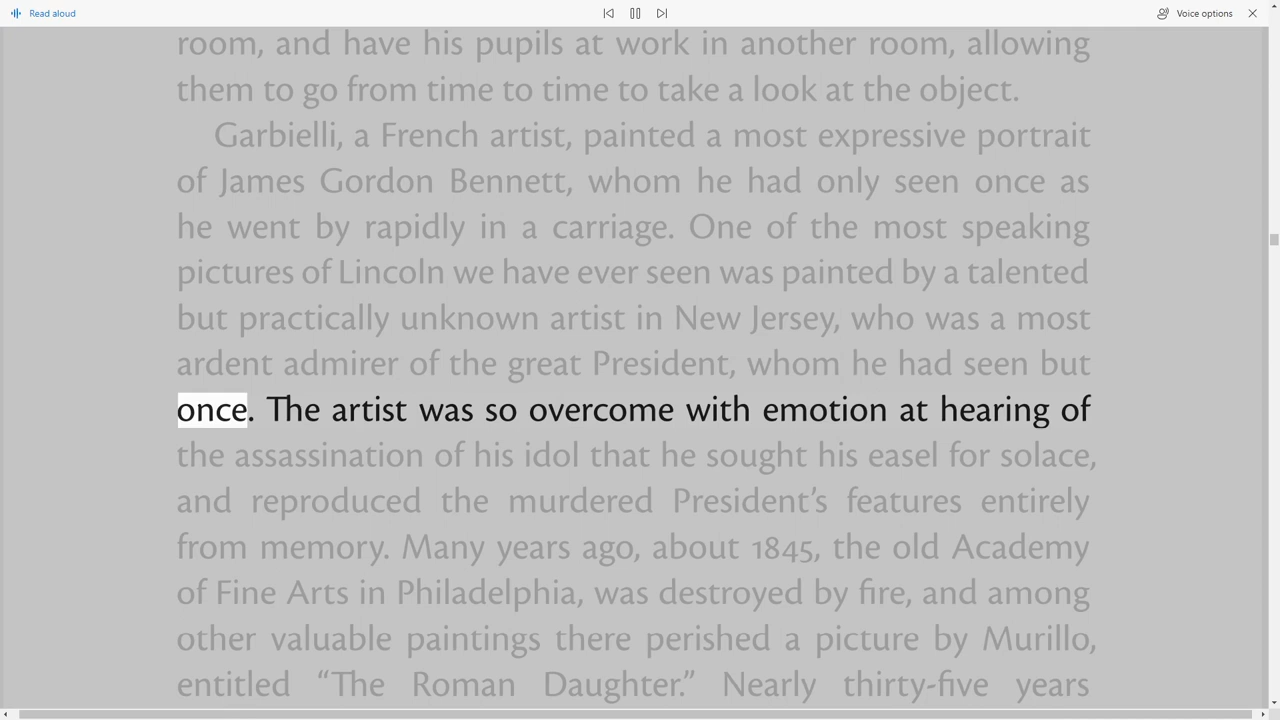 Read aloud
Voice options
room, and have his pupils at work in another room, allowing
them to go from time to time to take a look at the object.
Garbielli, a French artist, painted a most expressive portrait
of James Gordon Bennett, whom he had only seen once as
he went by rapidly in a carriage. One of the most speaking
pictures of Lincoln we have ever seen was painted by a talented
but practically unknown artist in New Jersey, who was a most
ardent admirer of the great President, whom he had seen but
once. The artist was so overcome with emotion at hearing of
the assassination of his idol that he sought his easel for solace,
and reproduced the murdered President’s features entirely
from memory. Many years ago, about 1845, the old Academy
of Fine Arts in Philadelphia, was destroyed by fire, and among
other valuable paintings there perished a picture by Murillo,
entitled “The Roman Daughter.” Nearly thirty-five years